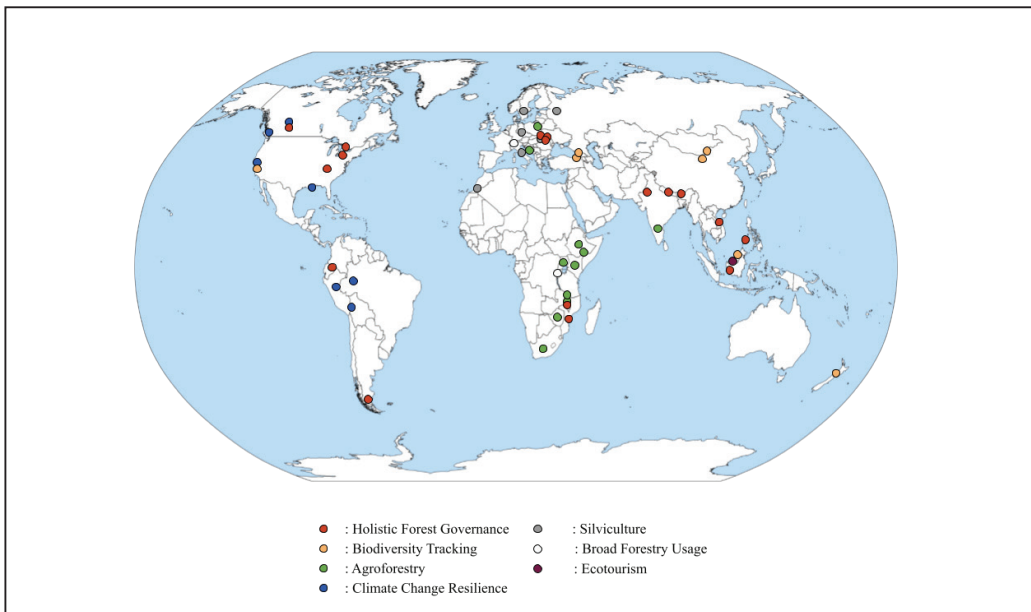 : Holistic Forest Governance
: Biodiversity Tracking
: Agroforestry
: Climate Change Resilience
: Silviculture
: Broad Forestry Usage
: Ecotourism